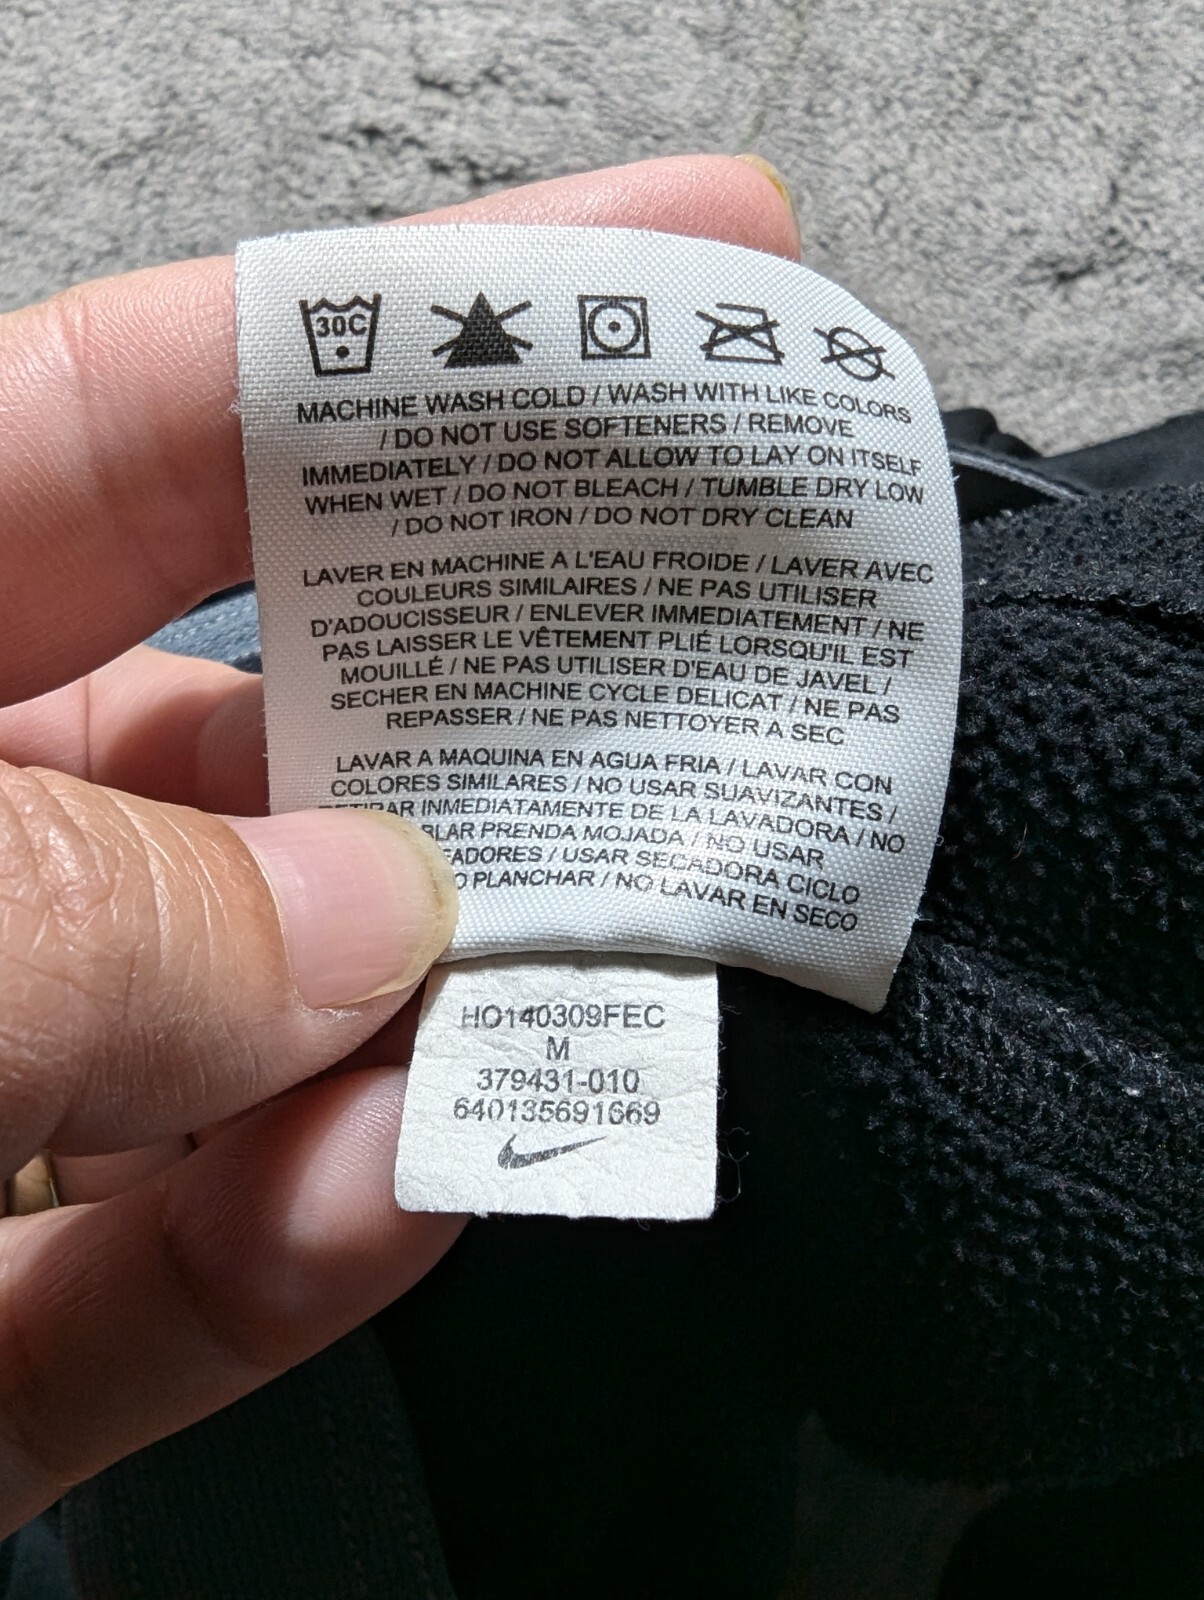 30C
MACHINE WASH COLD / WASH WITH LIKE COLORS
/ DO NOT USE SOFTENERS / REMOVE
IMMEDIATELY / DO NOT ALLOW TO LAY ON ITSELF
WHEN WET / DO NOT BLEACH / TUMBLE DRY LOW
/ DO NOT IRON / DO NOT DRY CLEAN
LAVER EN MACHINE A L'EAU FROIDE / LAVER AVEC
COULEURS SIMILAIRES / NE PAS UTILISER
D'ADOUCISSEUR / ENLEVER IMMEDIATEMENT / NE
PAS LAISSER LE VÊTEMENT PLIÉ LORSQU'IL EST
MOUILLÉ / NE PAS UTILISER D'EAU DE JAVEL /
SECHER EN MACHINE CYCLE DELICAT / NE PAS
REPASSER / NE PAS NETTOYER A SEC
LAVAR A MAQUINA EN AGUA FRIA / LAVAR CON
COLORES SIMILARES / NO USAR SUAVIZANTES /
RETIRAR INMEDIATAMENTE DE LA LAVADORA / NO
PRENDA MOJADA / NO USAR
/ USAR SECADORA CICLO
PLANCHAR / NO LAVAR EN SECO
HO140309FEC
M
379431-010
640135691669